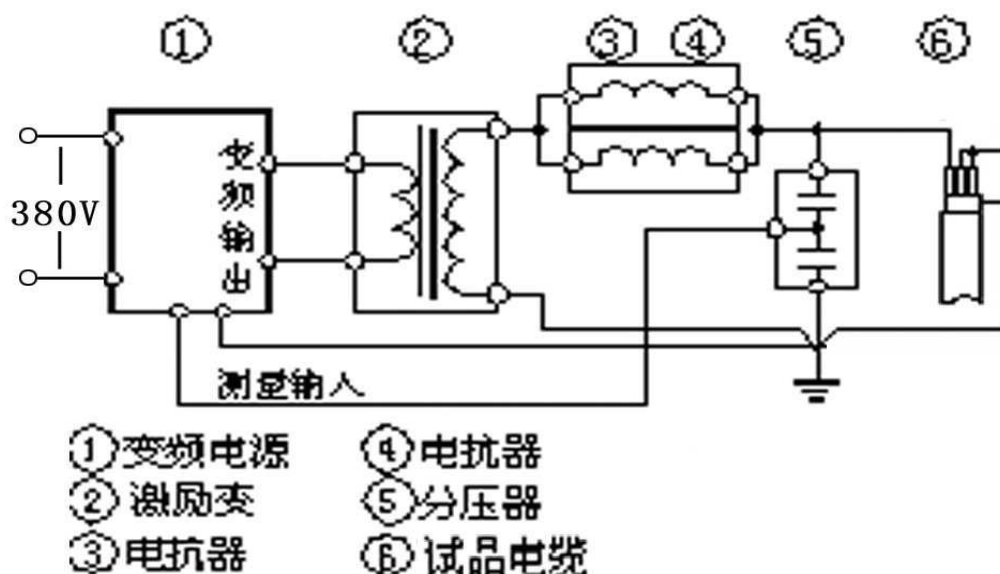 ① ② ③ ④ ⑤ ⑥
变频输出
380V
测量输入
①变频电源
②激励变
③电抗器
④电抗器
⑤分压器
⑥试品电缆